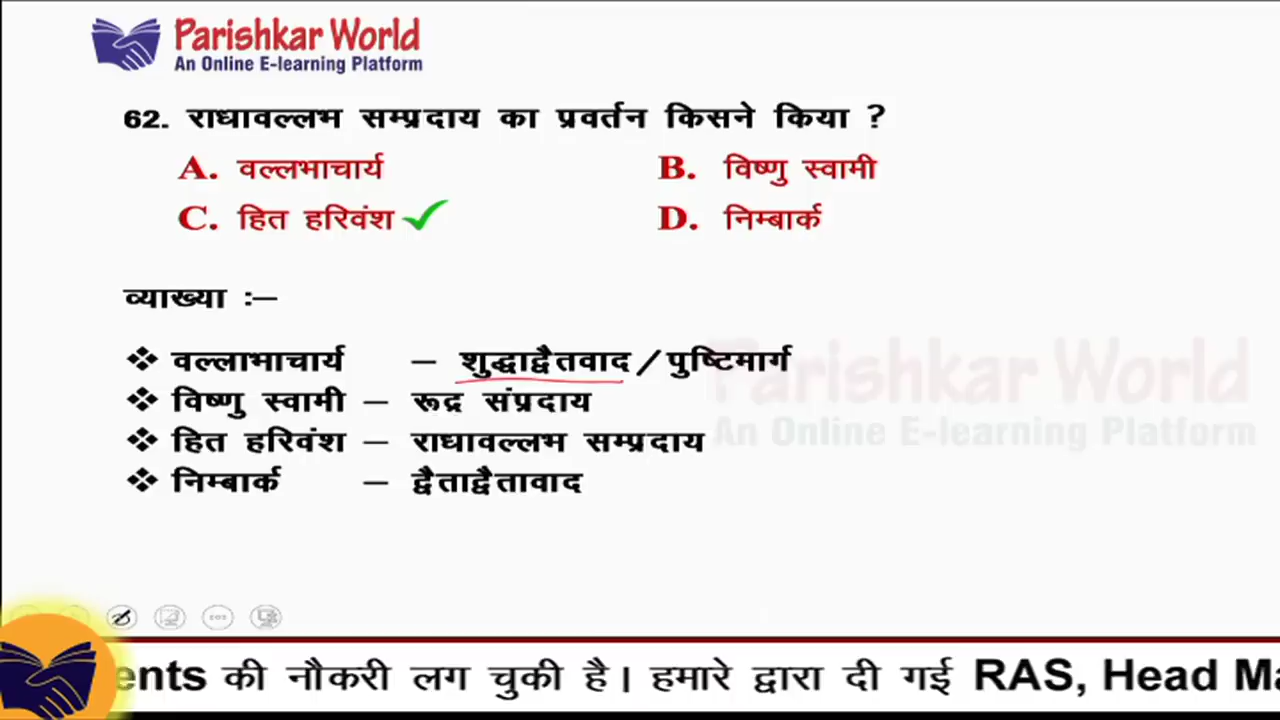 Parishkar World
An Online E-learning Platform
62. राधावल्लभ सम्प्रदाय का प्रवर्तन किसने किया ?
A. वल्लभाचार्य B. विष्णु स्वामी
C. हित हरिवंश D. निम्बार्क
व्याख्या :–
वल्लाभाचार्य – शुद्धाद्वैतवाद/पुष्टिमार्ग
विष्णु स्वामी – रूद्र संप्रदाय
हित हरिवंश – राधावल्लभ सम्प्रदाय
निम्बार्क – द्वैताद्वैतावाद
Parishkar World
An Online E-learning Platform
ents की नौकरी लग चुकी है। हमारे द्वारा दी गई RAS, Head Ma